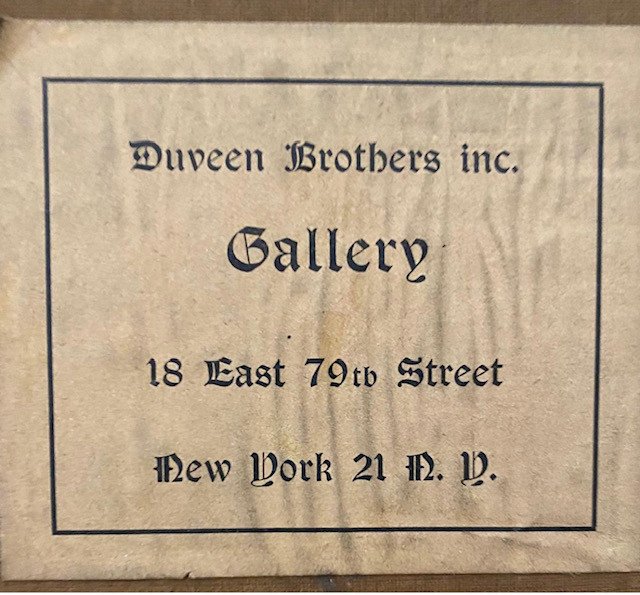 Duveen Brothers inc.
Gallery
18 East 79th Street
New York 21 N. Y.